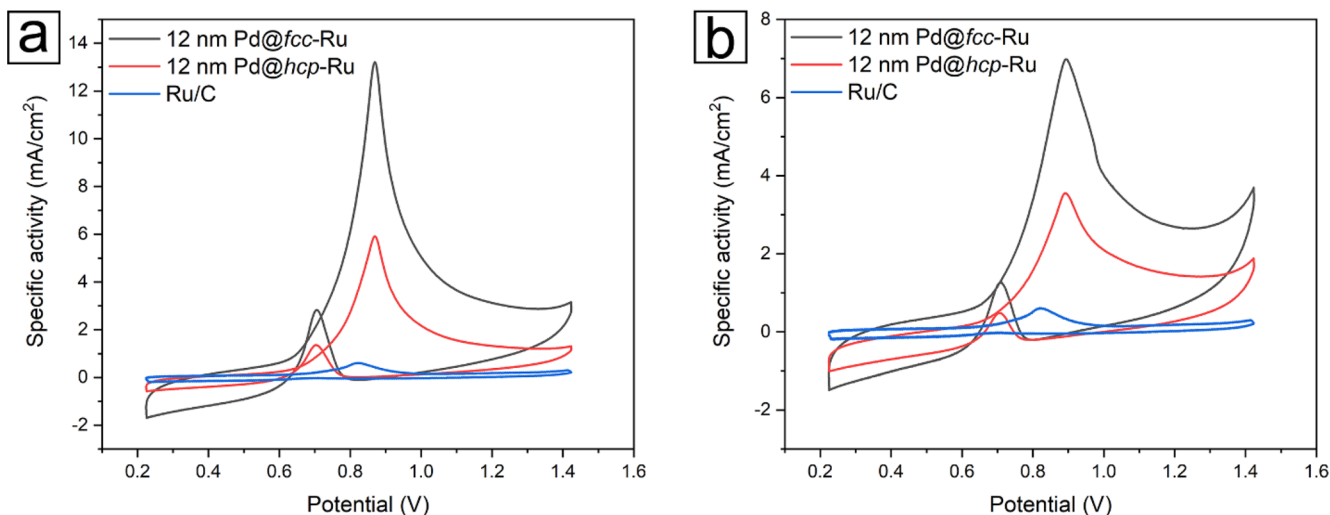 a
12 nm Pd@fcc-Ru
12 nm Pd@hcp-Ru
Ru/C
Specific activity (mA/cm²)
14
12
10
8
6
4
2
0
-2
0.2 0.4 0.6 0.8 1.0 1.2 1.4 1.6
Potential (V)
b
12 nm Pd@fcc-Ru
12 nm Pd@hcp-Ru
Ru/C
Specific activity (mA/cm²)
8
6
4
2
0
-2
0.2 0.4 0.6 0.8 1.0 1.2 1.4 1.6
Potential (V)